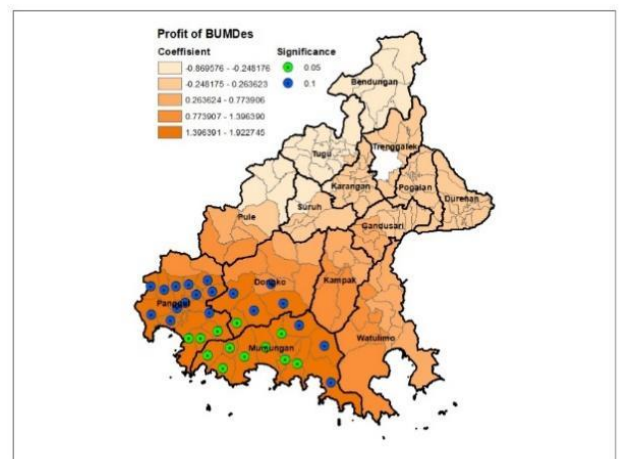 Profit of BUMDes
Coeffisient
Significance
-0.869576 - -0.248176
0.05
-0.248175 - 0.263623
0.1
0.263624 - 0.773906
0.773907 - 1.396390
1.396391 - 1.922745
Bendungan
Trenggalek
Tugu
Karangan
Pogalan
Durenan
Suruh
Pule
Gandusari
Dongko
Kampak
Panggul
Watulimo
Munjungan